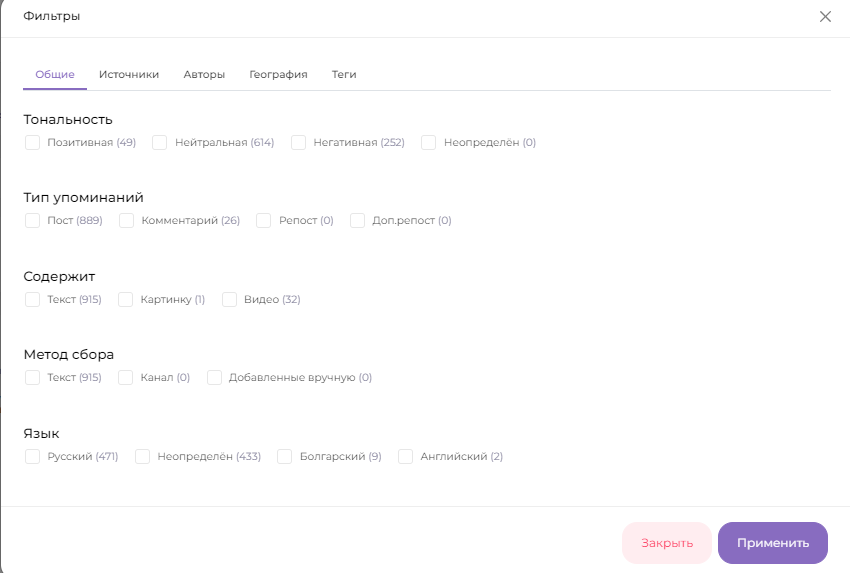 Фильтры
Общие Источники Авторы География Теги
Тональность
Позитивная (49) Нейтральная (614) Негативная (252) Неопределён (0)
Тип упоминаний
Пост (889) Комментарий (26) Репост (0) Доп.репост (0)
Содержит
Текст (915) Картинку (1) Видео (32)
Метод сбора
Текст (915) Канал (0) Добавленные вручную (0)
Язык
Русский (471) Неопределён (433) Болгарский (9) Английский (2)
Закрыть Применить